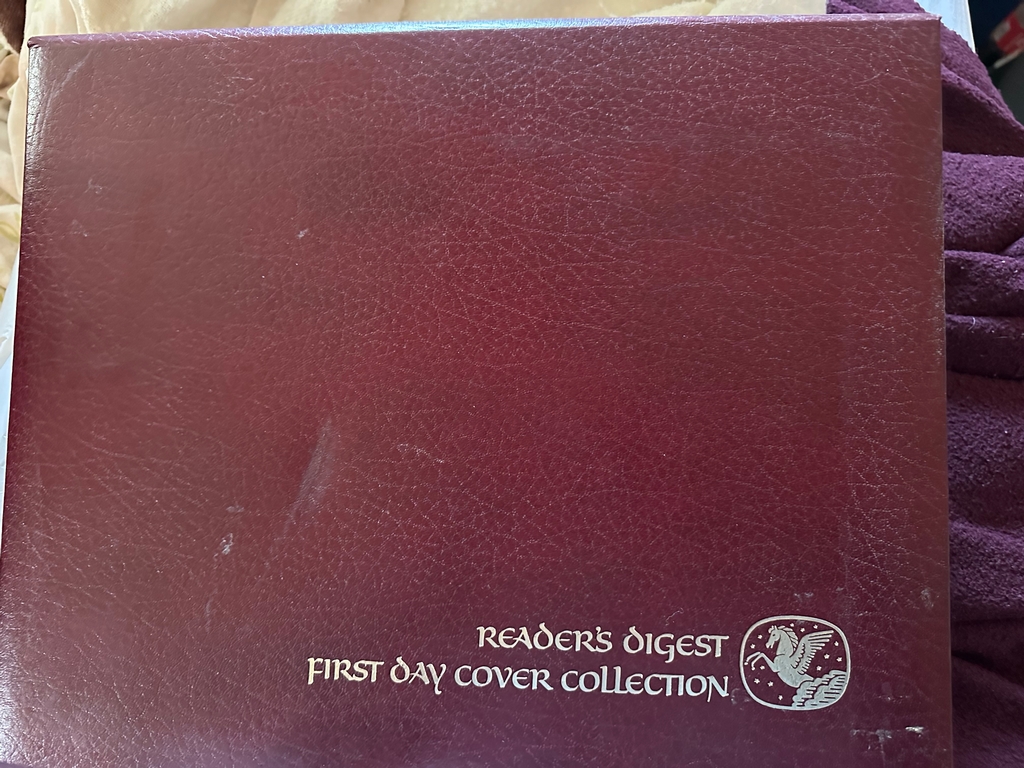 READER'S DIGEST
FIRST DAY COVER COLLECTION